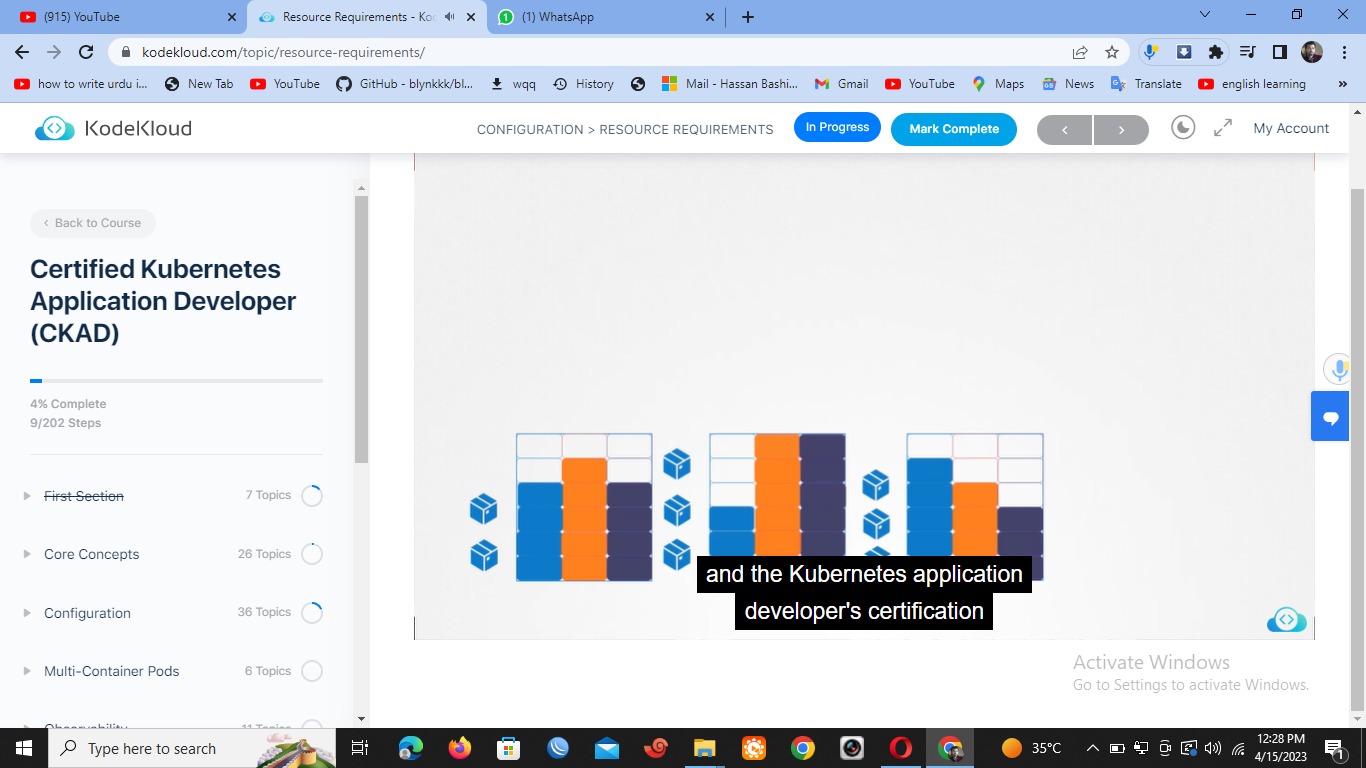 (915) YouTube
Resource Requirements - Ko
(1) WhatsApp
kodekloud.com/topic/resource-requirements/
how to write urdu i...
New Tab
YouTube
GitHub - blynkkk/bl...
wqq
History
Mail - Hassan Bashi...
Gmail
YouTube
Maps
News
Translate
english learning
»
KodeKloud
CONFIGURATION > RESOURCE REQUIREMENTS
In Progress
Mark Complete
My Account
Back to Course
Certified Kubernetes
Application Developer
(CKAD)
4% Complete
9/202 Steps
First Section 7 Topics
Core Concepts 26 Topics
Configuration 36 Topics
Multi-Container Pods 6 Topics
Observability 11 Topics
and the Kubernetes application
developer's certification
Activate Windows
Go to Settings to activate Windows.
Type here to search
35°C
12:28 PM
4/15/2023
1